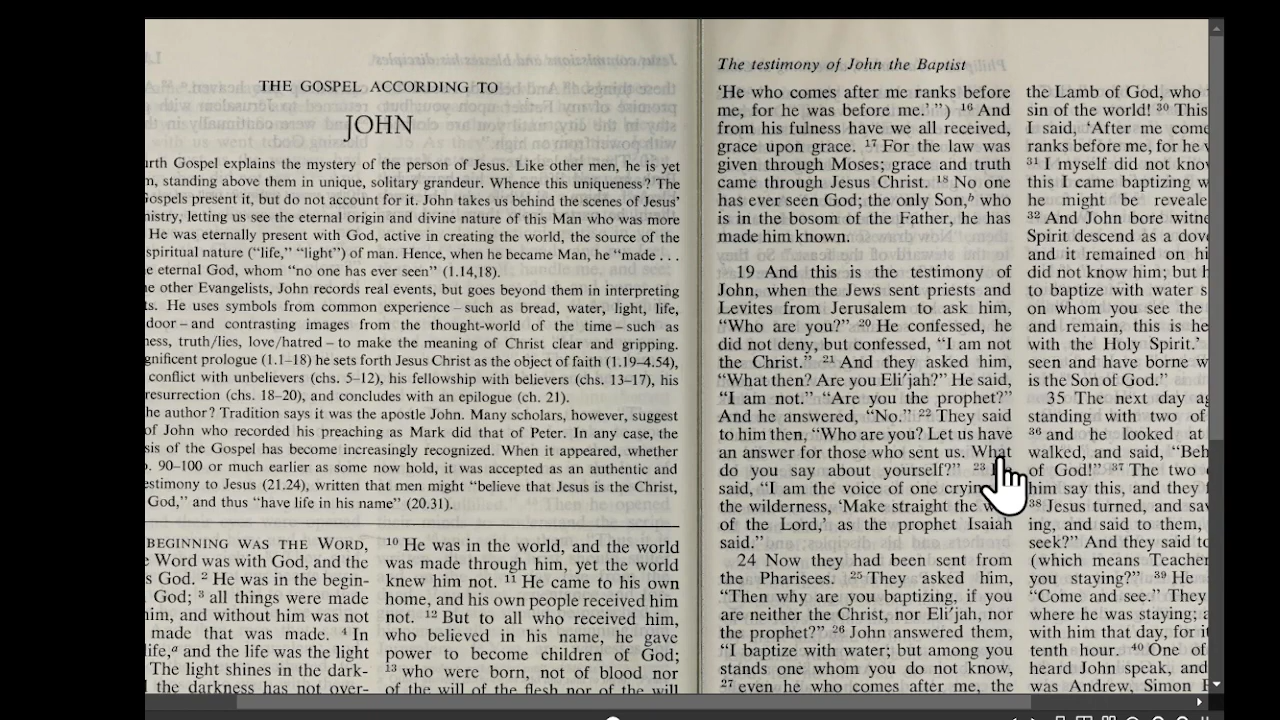 THE GOSPEL ACCORDING TO
JOHN
rth Gospel explains the mystery of the person of Jesus. Like other men, he is yet
, standing above them in unique, solitary grandeur. Whence this uniqueness? The
ospels present it, but do not account for it. John takes us behind the scenes of Jesus'
istry, letting us see the eternal origin and divine nature of this Man who was more
He was eternally present with God, active in creating the world, the source of the
spiritual nature ("life," "light") of man. Hence, when he became Man, he "made . . .
e eternal God, whom "no one has ever seen" (1.14,18).
e other Evangelists, John records real events, but goes beyond them in interpreting
s. He uses symbols from common experience – such as bread, water, light, life,
door – and contrasting images from the thought-world of the time – such as
ess, truth/lies, love/hatred – to make the meaning of Christ clear and gripping.
gnificent prologue (1.1–18) he sets forth Jesus Christ as the object of faith (1.19–4.54),
conflict with unbelievers (chs. 5–12), his fellowship with believers (chs. 13–17), his
resurrection (chs. 18–20), and concludes with an epilogue (ch. 21).
he author? Tradition says it was the apostle John. Many scholars, however, suggest
of John who recorded his preaching as Mark did that of Peter. In any case, the
sis of the Gospel has become increasingly recognized. When it appeared, whether
. 90–100 or much earlier as some now hold, it was accepted as an authentic and
estimony to Jesus (21.24), written that men might "believe that Jesus is the Christ,
God," and thus "have life in his name" (20.31).
BEGINNING WAS THE WORD,
Word was with God, and the
s God. 2 He was in the begin-
God; 3 all things were made
him, and without him was not
made that was made. 4 In
life,a and the life was the light
The light shines in the dark-
the darkness has not over-
10 He was in the world, and the world
was made through him, yet the world
knew him not. 11 He came to his own
home, and his own people received him
not. 12 But to all who received him,
who believed in his name, he gave
power to become children of God;
13 who were born, not of blood nor
of the will of the flesh nor of the will
The testimony of John the Baptist
'He who comes after me ranks before
me, for he was before me.' ") 16 And
from his fulness have we all received,
grace upon grace. 17 For the law was
given through Moses; grace and truth
came through Jesus Christ. 18 No one
has ever seen God; the only Son,b who
is in the bosom of the Father, he has
made him known.
19 And this is the testimony of
John, when the Jews sent priests and
Levites from Jerusalem to ask him,
"Who are you?" 20 He confessed, he
did not deny, but confessed, "I am not
the Christ." 21 And they asked him,
"What then? Are you Eli′jah?" He said,
"I am not." "Are you the prophet?"
And he answered, "No." 22 They said
to him then, "Who are you? Let us have
an answer for those who sent us. What
do you say about yourself?" 23
said, "I am the voice of one cryin
the wilderness, 'Make straight the w
of the Lord,' as the prophet Isaiah
said."
24 Now they had been sent from
the Pharisees. 25 They asked him,
"Then why are you baptizing, if you
are neither the Christ, nor Eli′jah, nor
the prophet?" 26 John answered them,
"I baptize with water; but among you
stands one whom you do not know,
27 even he who comes after me, the
the Lamb of God, who
sin of the world! 30 This
I said, 'After me come
ranks before me, for he
31 I myself did not kno
this I came baptizing w
he might be reveale
32 And John bore witne
Spirit descend as a dov
and it remained on hi
did not know him; but h
to baptize with water s
on whom you see the
and remain, this is he
with the Holy Spirit.'
seen and have borne w
is the Son of God."
35 The next day ag
standing with two of
36 and he looked at
walked, and said, "Beh
of God!" 37 The two
him say this, and they
38 Jesus turned, and sav
ing, and said to them,
seek?" And they said to
(which means Teacher
you staying?" 39 He
"Come and see." They
where he was staying; a
with him that day, for it
tenth hour. 40 One of
heard John speak, and
was Andrew, Simon P